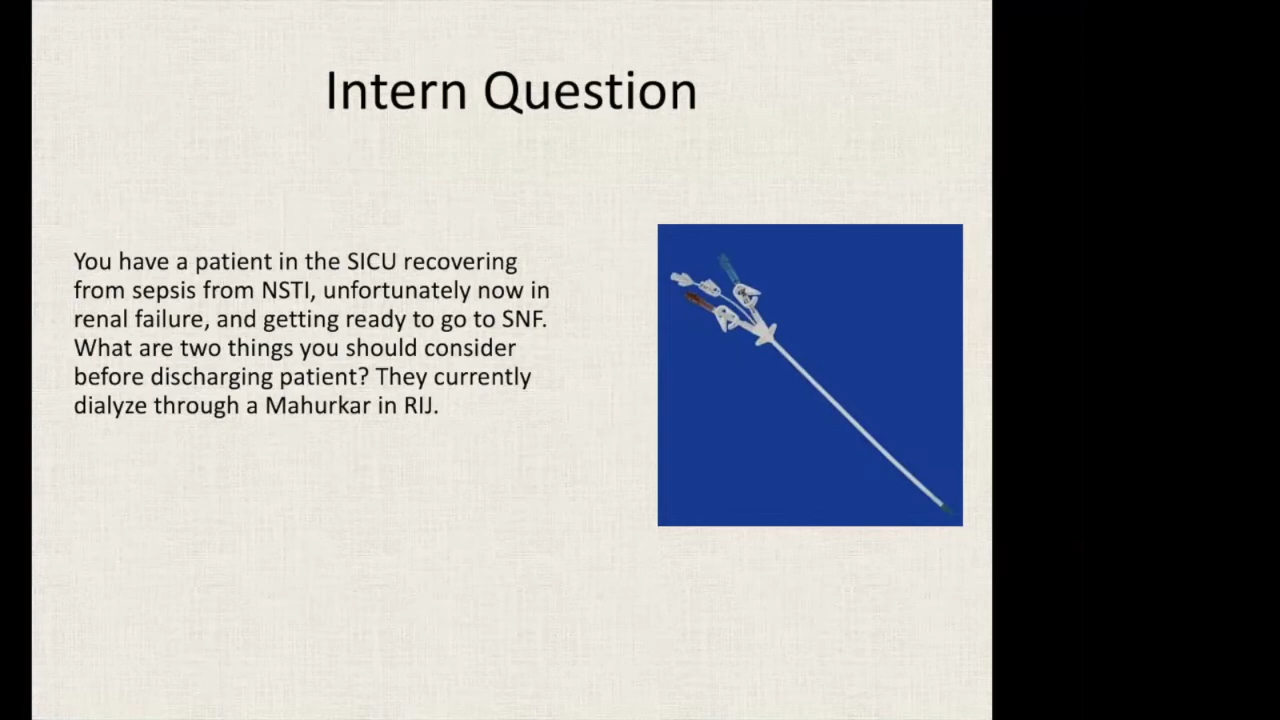 Intern Question
You have a patient in the SICU recovering
from sepsis from NSTI, unfortunately now in
renal failure, and getting ready to go to SNF.
What are two things you should consider
before discharging patient? They currently
dialyze through a Mahurkar in RIJ.